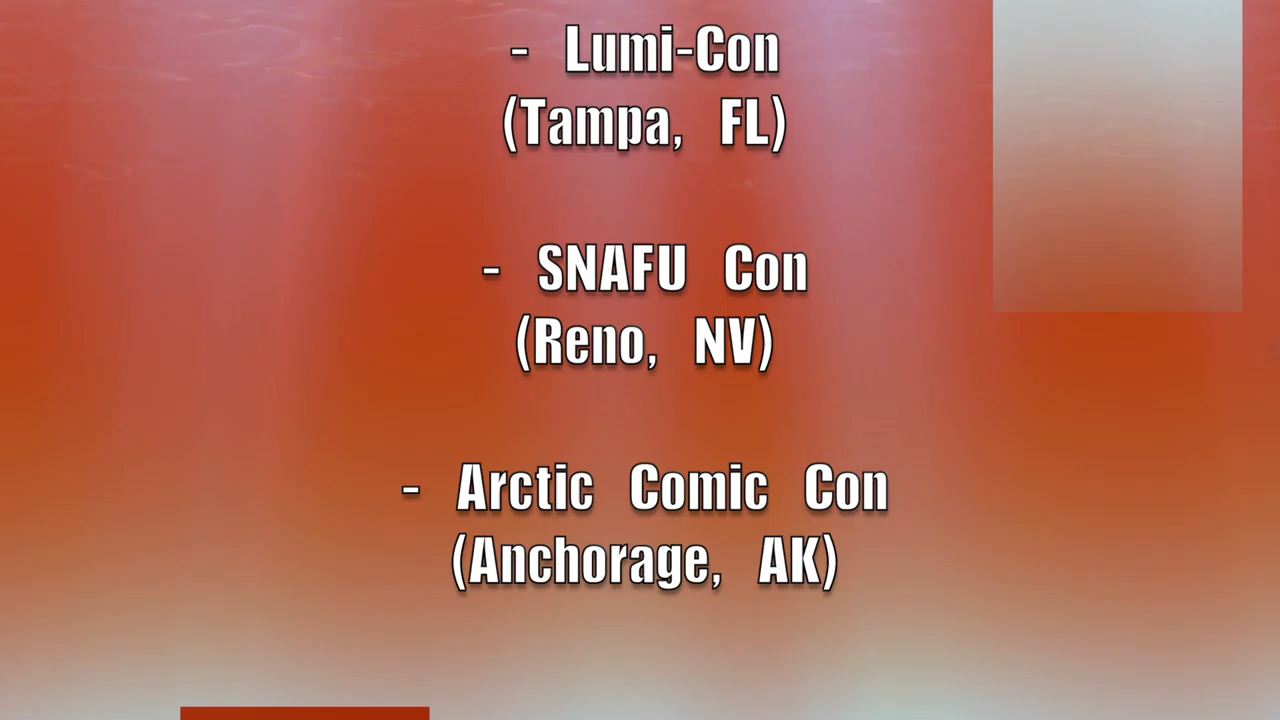 - Lumi-Con
(Tampa, FL)
- SNAFU Con
(Reno, NV)
- Arctic Comic Con
(Anchorage, AK)